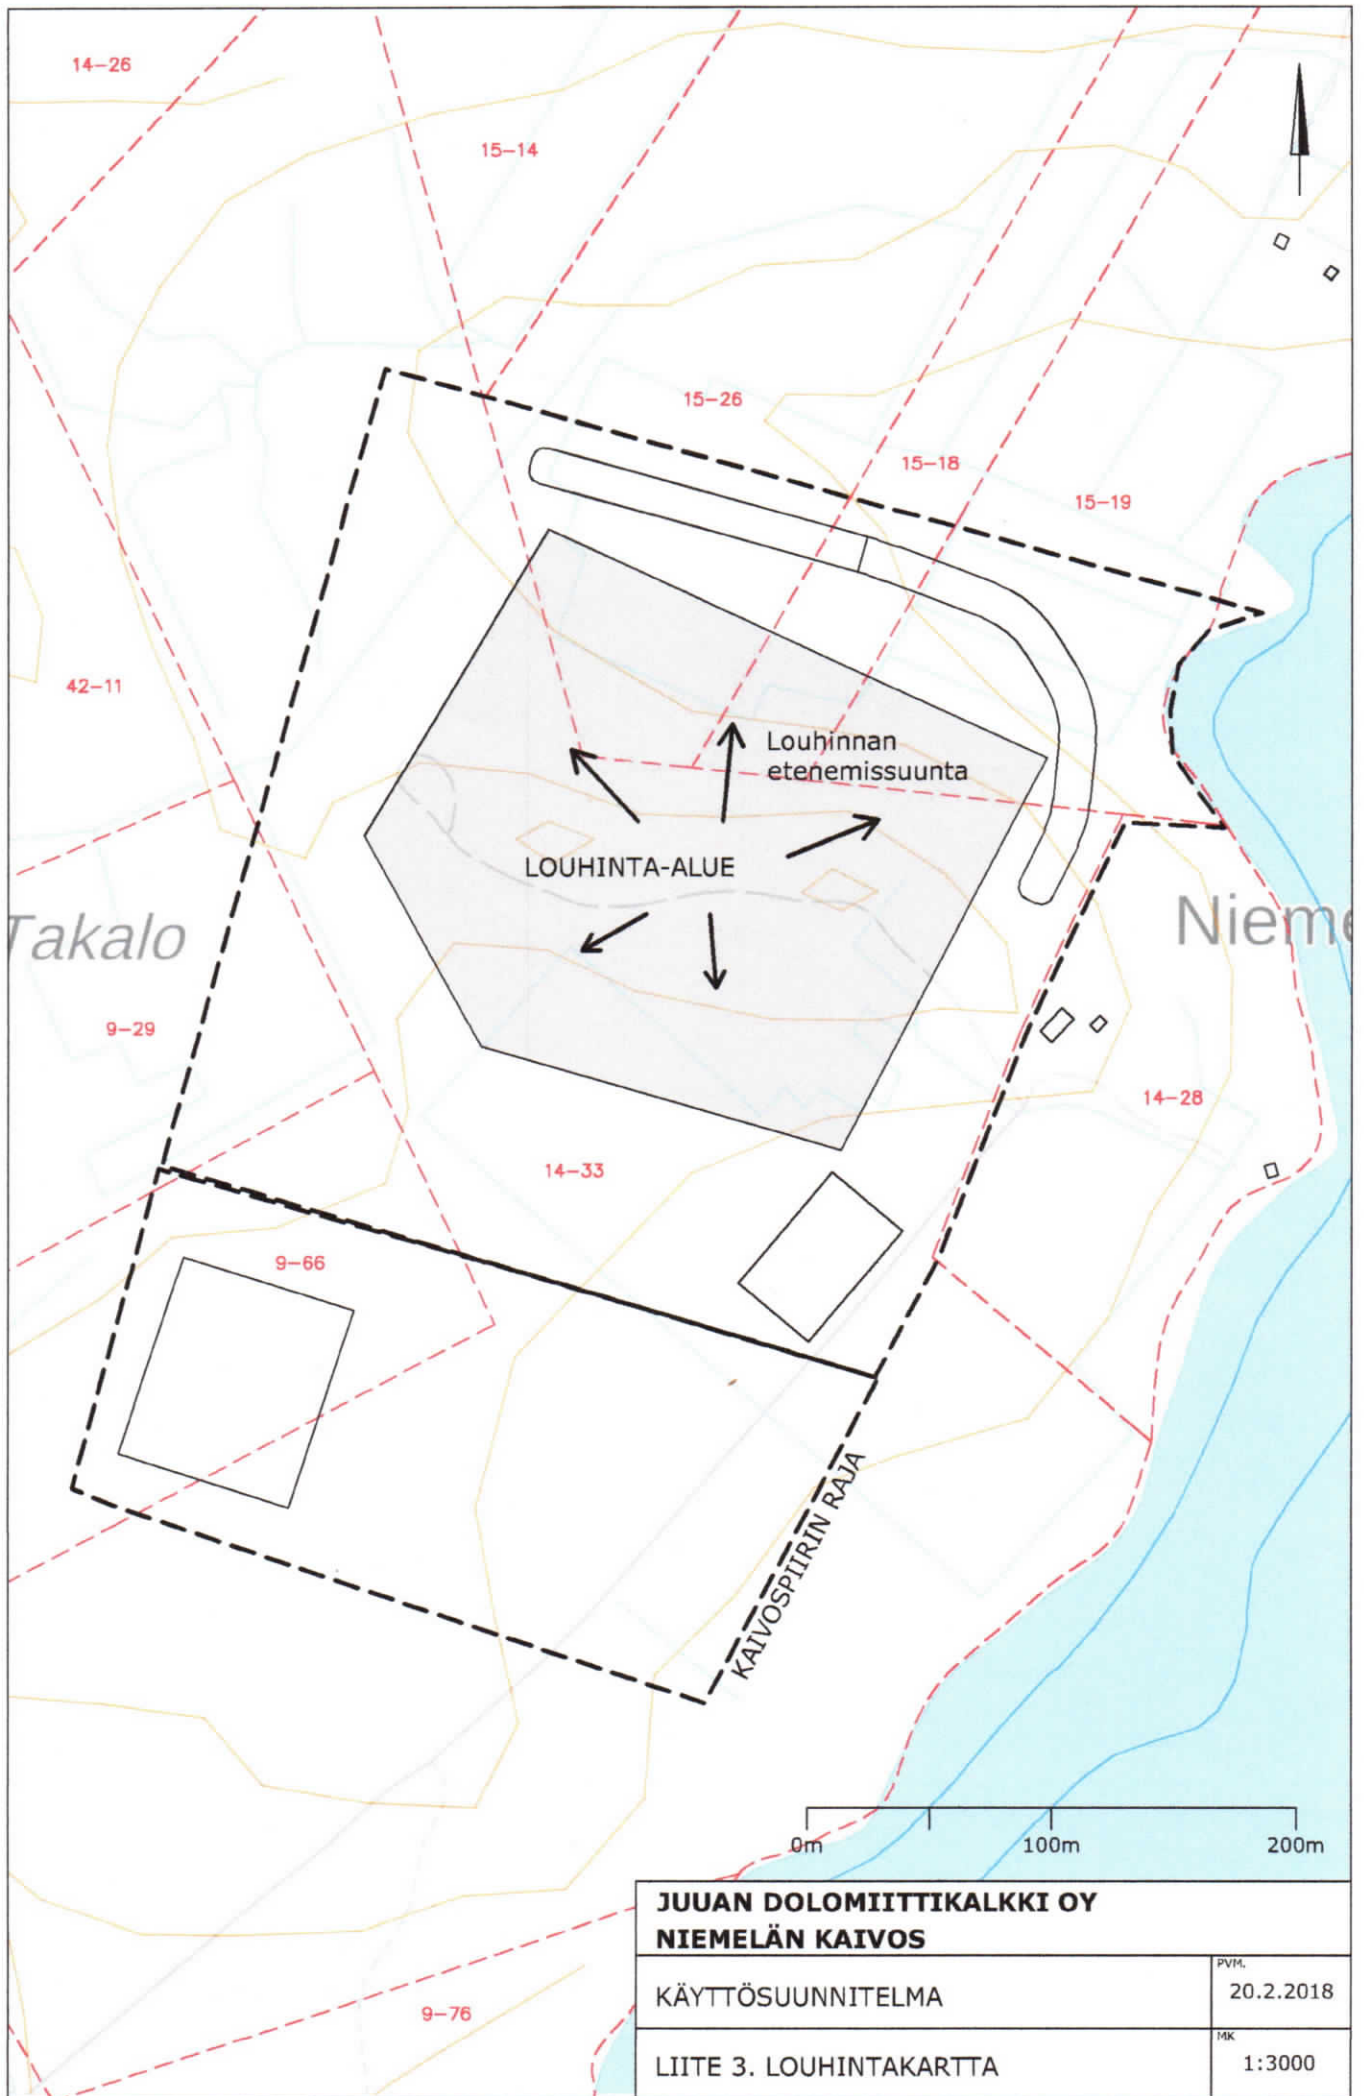 14-26
15-14
15-26
15-18
15-19
42-11
Louhinnan
etenemissuunta
LOUHINTA-ALUE
Takalo
Nieme
9-29
14-28
14-33
9-66
KAIVOSPIIRIN RAJA
0m 100m 200m
JUUAN DOLOMIITTIKALKKI OY
NIEMELÄN KAIVOS
KÄYTTÖSUUNNITELMA
PVM.
20.2.2018
LIITE 3. LOUHINTAKARTTA
MK
1:3000
9-76